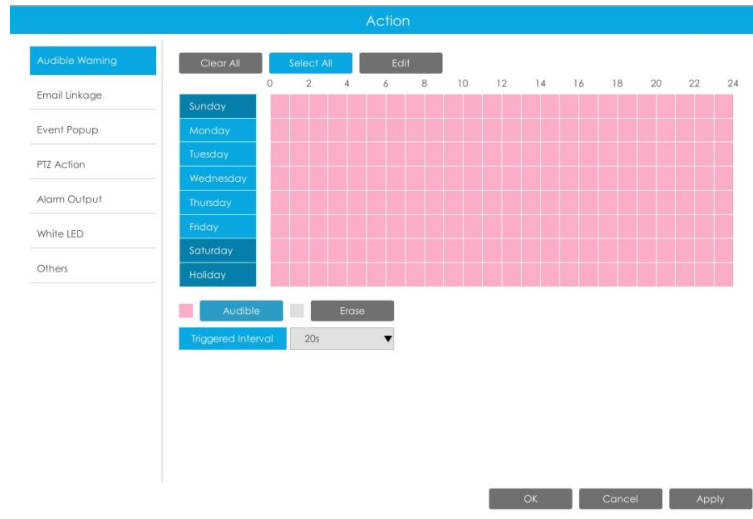 Action
Audible Warning
Email Linkage
Event Popup
PTZ Action
Alarm Output
White LED
Others
Clear All Select All Edit
0 2 4 6 8 10 12 14 16 18 20 22 24
Sunday
Monday
Tuesday
Wednesday
Thursday
Friday
Saturday
Holiday
Audible Erase
Triggered Interval 20s
OK Cancel Apply